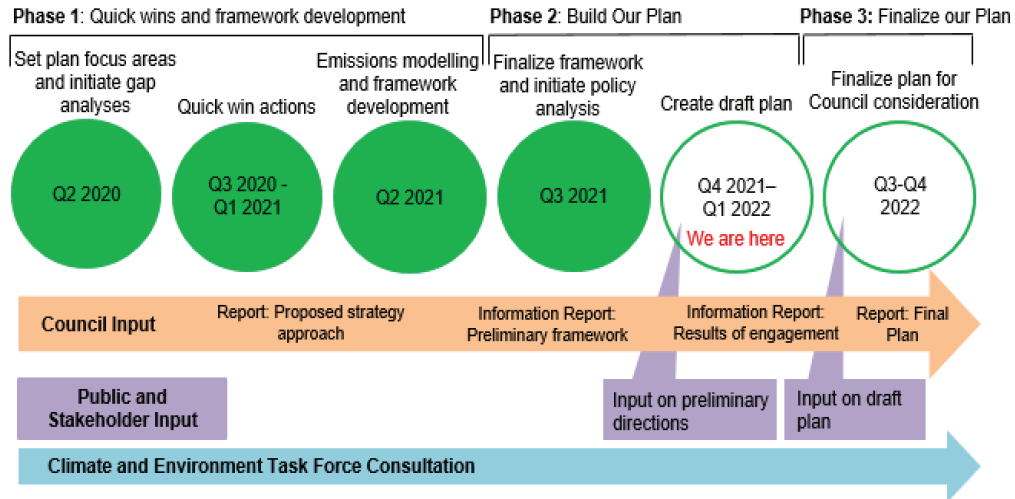 Phase 1: Quick wins and framework development
Phase 2: Build Our Plan
Phase 3: Finalize our Plan
Set plan focus areas
and initiate gap
analyses
Quick win actions
Emissions modelling
and framework
development
Finalize framework
and initiate policy
analysis
Create draft plan
Finalize plan for
Council consideration
Q2 2020
Q3 2020 -
Q1 2021
Q2 2021
Q3 2021
Q4 2021–
Q1 2022
We are here
Q3-Q4
2022
Council Input
Report: Proposed strategy
approach
Information Report:
Preliminary framework
Information Report:
Results of engagement
Report: Final
Plan
Public and
Stakeholder Input
Input on preliminary
directions
Input on draft
plan
Climate and Environment Task Force Consultation